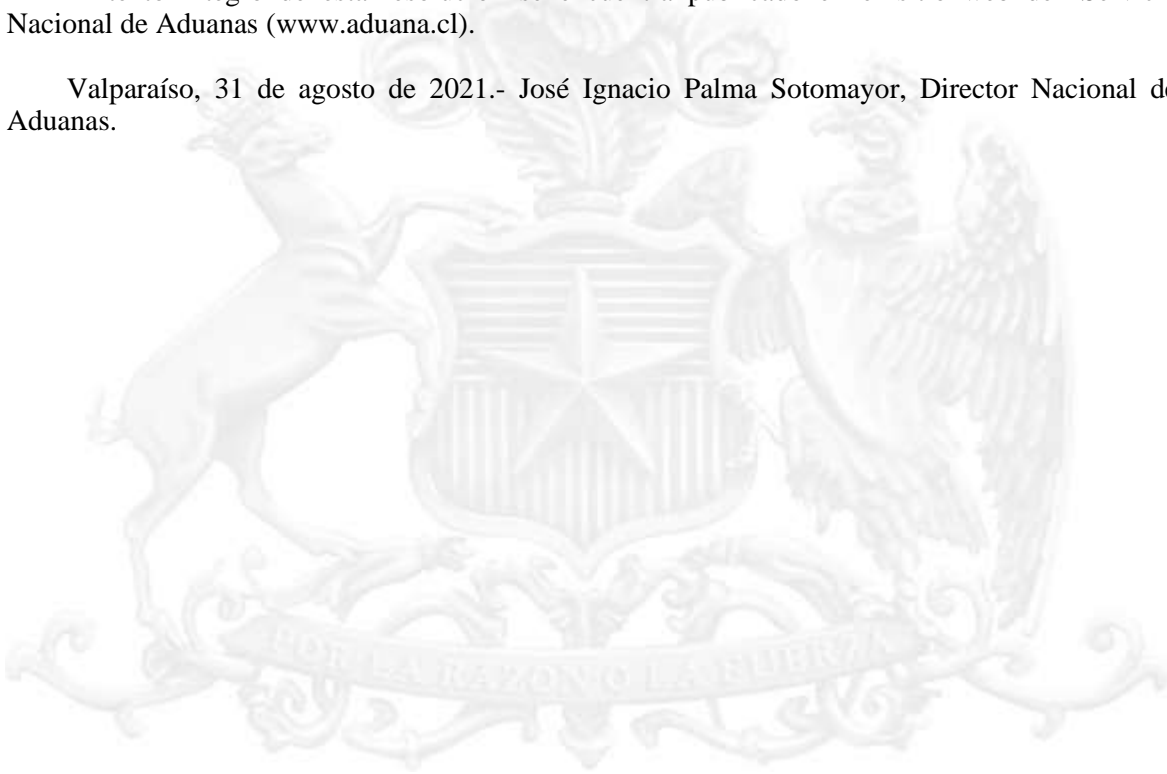 Nacional de Aduanas (www.aduana.cl).
Valparaíso, 31 de agosto de 2021.- José Ignacio Palma Sotomayor, Director Nacional de
Aduanas.
POR LA RAZON O LA FUERZA